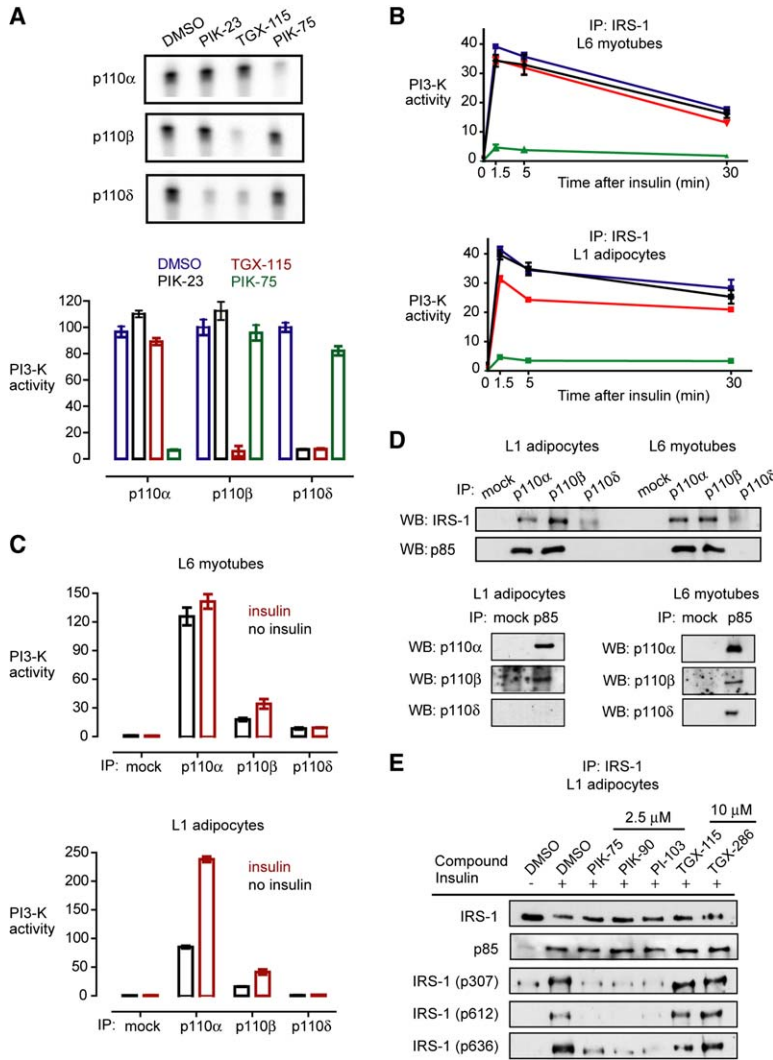 A
DMSO PIK-23 TGX-115 PIK-75
p110α
p110β
p110δ
DMSO TGX-115
PIK-23 PIK-75
PI3-K
activity
120
100
80
60
40
20
0
p110α p110β p110δ
B
IP: IRS-1
L6 myotubes
PI3-K
activity
40
30
20
10
0
0 1.5 5 30
Time after insulin (min)
IP: IRS-1
L1 adipocytes
PI3-K
activity
40
30
20
10
0
0 1.5 5 30
Time after insulin (min)
C
L6 myotubes
insulin
no insulin
PI3-K
activity
150
120
90
60
30
0
IP: mock p110α p110β p110δ
L1 adipocytes
insulin
no insulin
PI3-K
activity
250
200
150
100
50
0
IP: mock p110α p110β p110δ
D
L1 adipocytes L6 myotubes
IP: mock p110α p110β p110δ mock p110α p110β p110δ
WB: IRS-1
WB: p85
L1 adipocytes
IP: mock p85
WB: p110α
WB: p110β
WB: p110δ
L6 myotubes
IP: mock p85
WB: p110α
WB: p110β
WB: p110δ
E
IP: IRS-1
L1 adipocytes
2.5 μM 10 μM
Compound DMSO DMSO PIK-75 PIK-90 PI-103 TGX-115 TGX-286
Insulin - + + + + + +
IRS-1
p85
IRS-1 (p307)
IRS-1 (p612)
IRS-1 (p636)